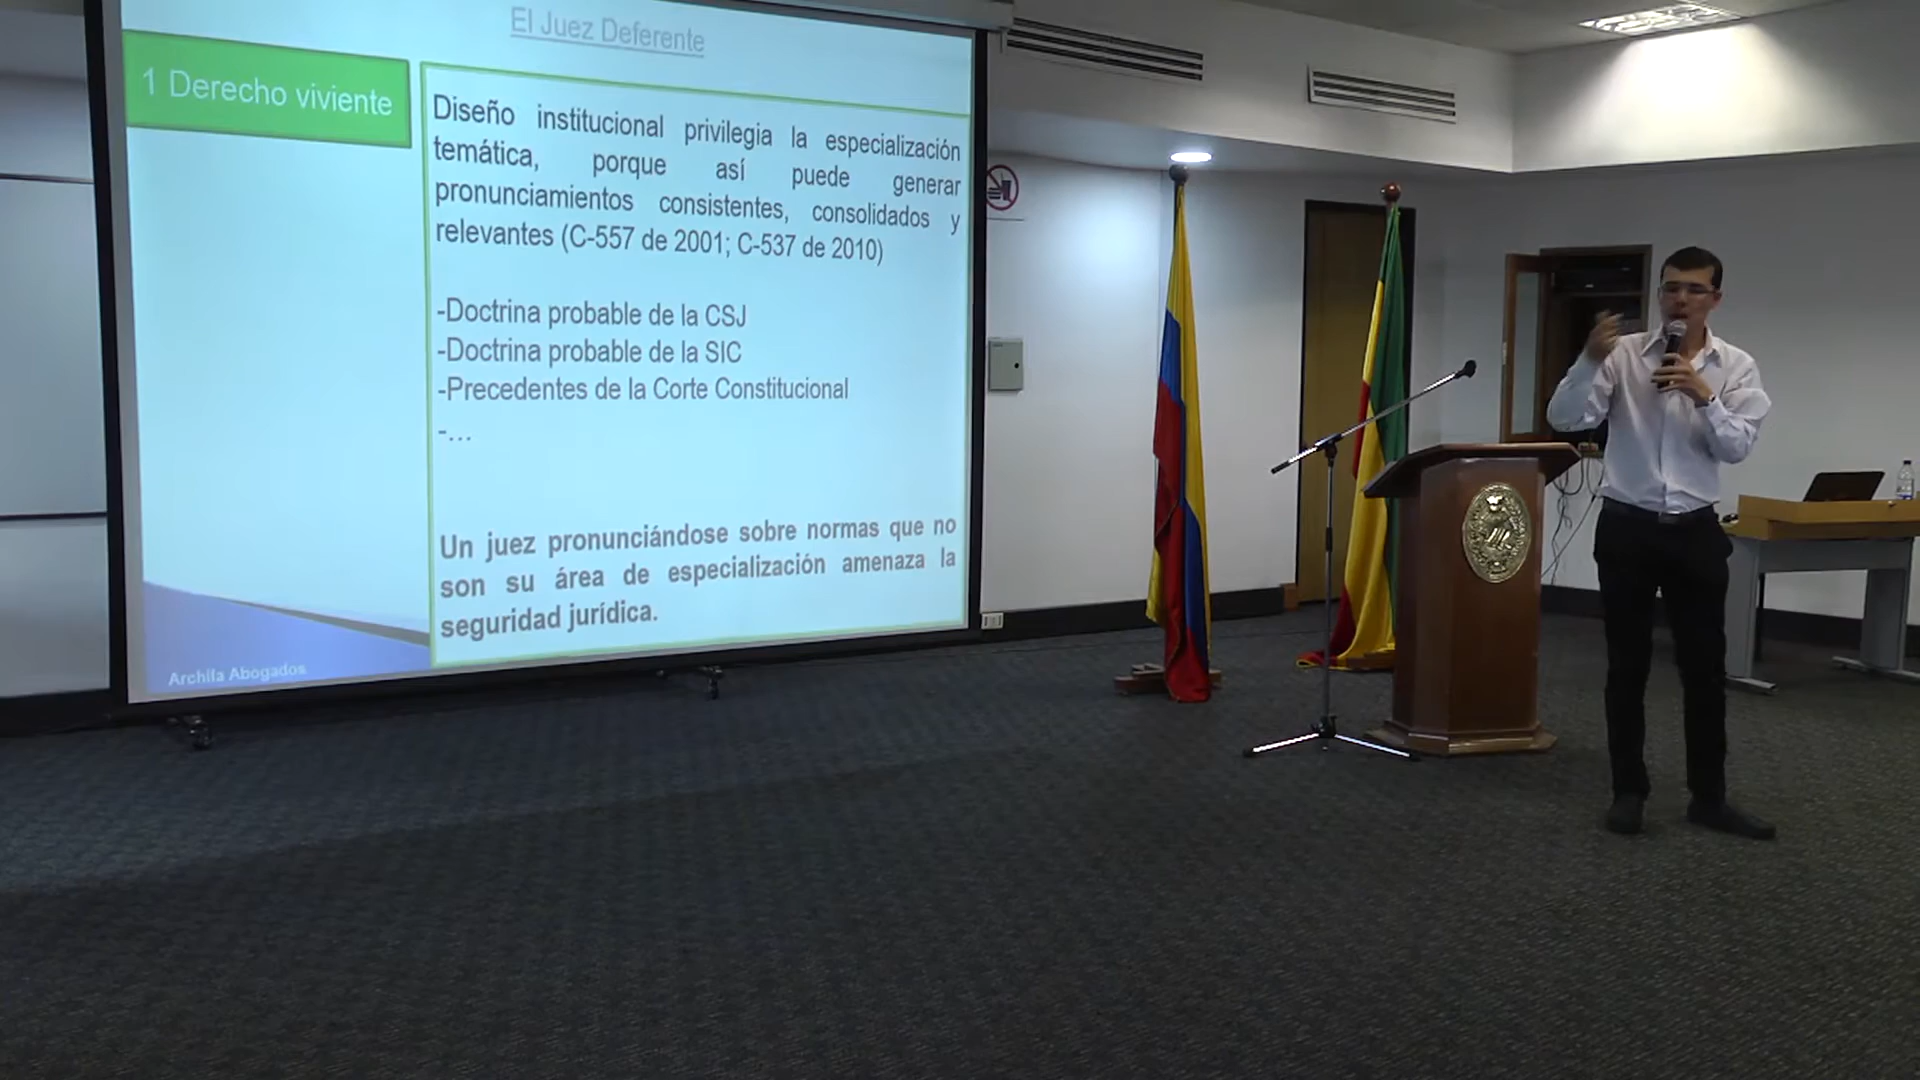 El Juez Deferente
1 Derecho viviente
Diseño institucional privilegia la especialización
temática, porque así puede generar
pronunciamientos consistentes, consolidados y
relevantes (C-557 de 2001; C-537 de 2010)
-Doctrina probable de la CSJ
-Doctrina probable de la SIC
-Precedentes de la Corte Constitucional
-...
Un juez pronunciándose sobre normas que no
son su área de especialización amenaza la
seguridad jurídica.
Archila Abogados